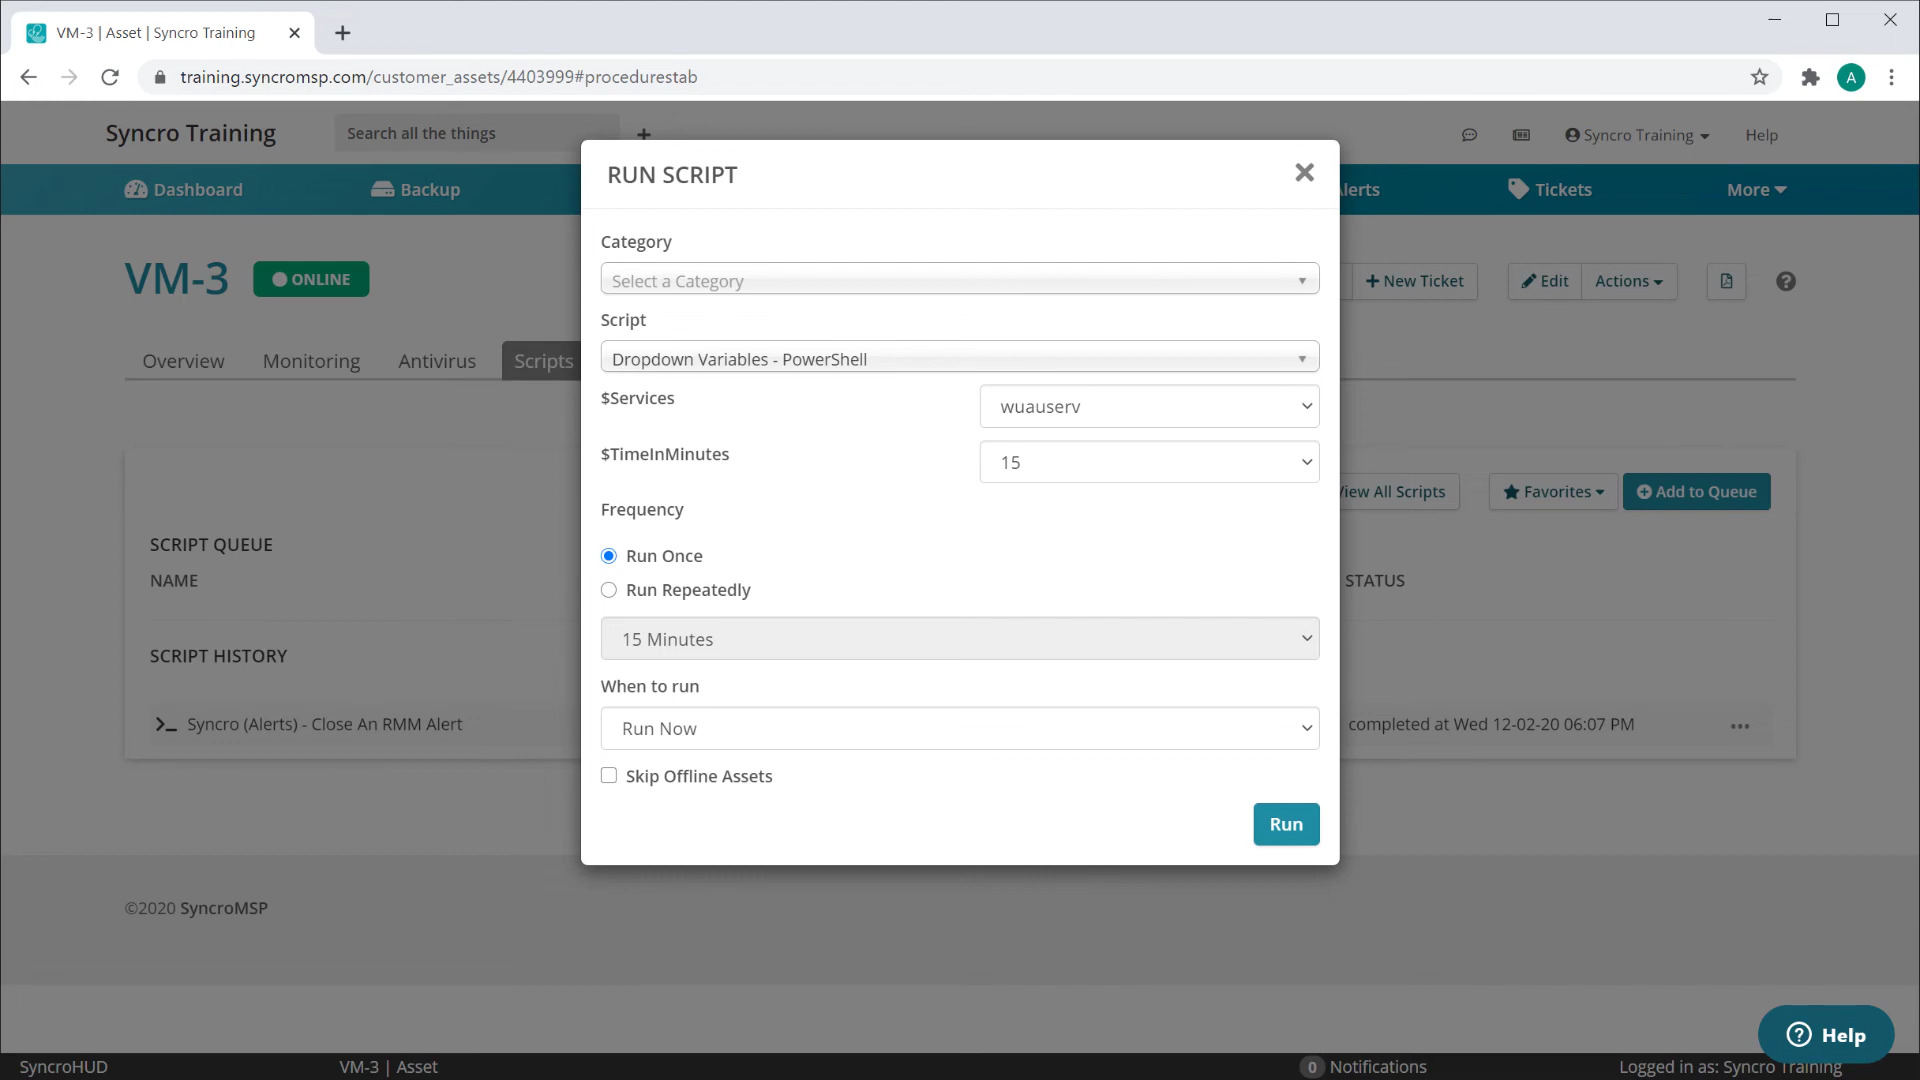 VM-3 | Asset | Syncro Training
training.syncromsp.com/customer_assets/4403999#procedurestab
A
Syncro Training
Search all the things
Syncro Training
Help
Dashboard
Backup
Tickets
More
VM-3
ONLINE
New Ticket
Edit
Actions
Overview
Monitoring
Antivirus
Scripts
All Scripts
Favorites
Add to Queue
SCRIPT QUEUE
NAME
STATUS
SCRIPT HISTORY
Syncro (Alerts) - Close An RMM Alert
completed at Wed 12-02-20 06:07 PM
RUN SCRIPT
Category
Select a Category
Script
Dropdown Variables - PowerShell
$Services
wuauserv
$TimeInMinutes
15
Frequency
Run Once
Run Repeatedly
15 Minutes
When to run
Run Now
Skip Offline Assets
Run
©2020 SyncroMSP
Help
SyncroHUD
VM-3 | Asset
0 Notifications
Logged in as: Syncro Training